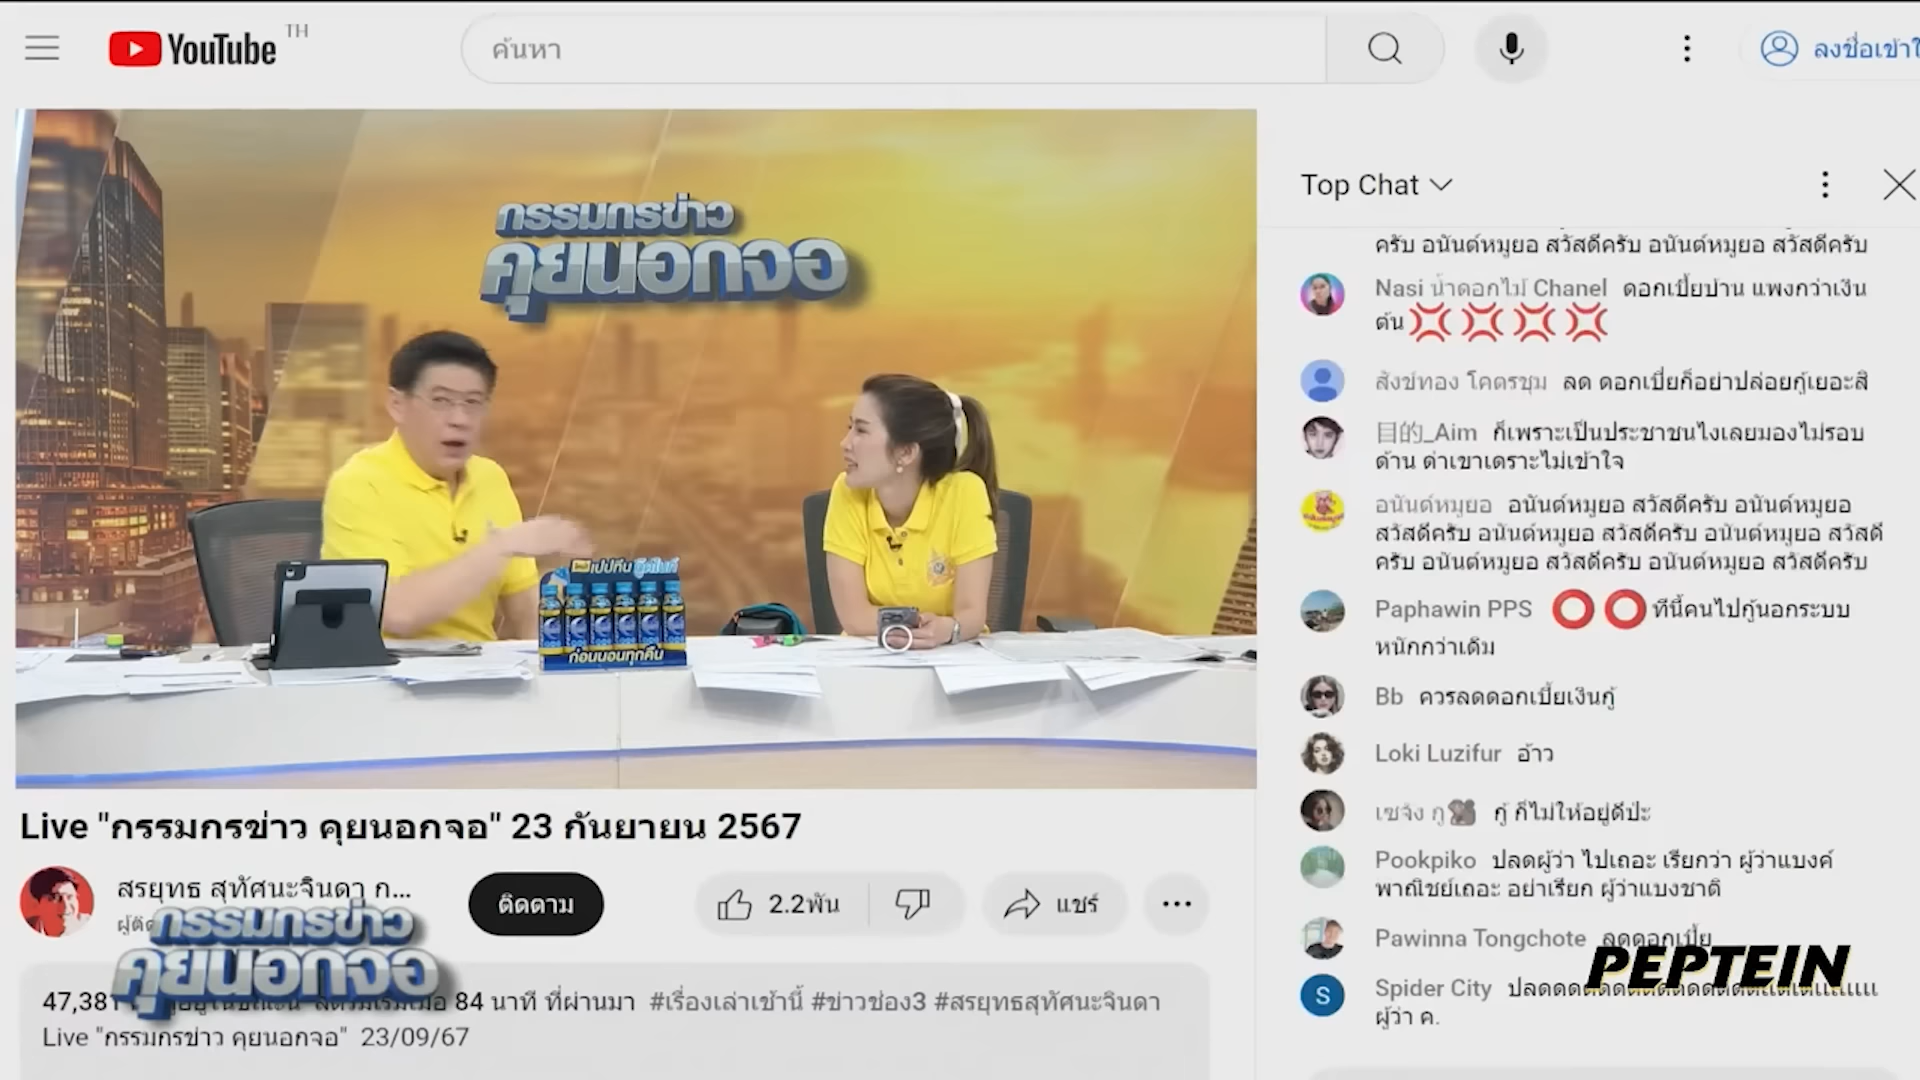 YouTube TH
ค้นหา
ลงชื่อเข้าใ
กรรมกรข่าว
คุยนอกจอ
เปปทีน
ก่อนนอนทุกคืน
Live "กรรมกรข่าว คุยนอกจอ" 23 กันยายน 2567
สรยุทธ สุทัศนะจินดา ก...
ติดตาม
2.2พัน
แชร์
กรรมกรข่าว
คุยนอกจอ
47,381
84 นาที ที่ผ่านมา #เรื่องเล่าเช้านี้ #ข่าวช่อง3 #สรยุทธสุทัศนะจินดา
Live "กรรมกรข่าว คุยนอกจอ" 23/09/67
Top Chat
ครับ อนันต์หมูยอ สวัสดีครับ อนันต์หมูยอ สวัสดีครับ
Nasi น้ำดอกไม้ Chanel ดอกเบี้ยบ้าน แพงกว่าเงิน
ต้น
สังข์ทอง โคตรชุม ลด ดอกเบี่ยก็อย่าปล่อยกู้เยอะสิ
目的_Aim ก็เพราะเป็นประชาชนไงเลยมองไม่รอบ
ด้าน ด่าเขาเดราะไม่เข้าใจ
อนันต์หมูยอ อนันต์หมูยอ สวัสดีครับ อนันต์หมูยอ
สวัสดีครับ อนันต์หมูยอ สวัสดีครับ อนันต์หมูยอ สวัสดี
ครับ อนันต์หมูยอ สวัสดีครับ อนันต์หมูยอ สวัสดีครับ
Paphawin PPS ⭕ ⭕ ทีนี้คนไปกู้นอกระบบ
หนักกว่าเดิม
Bb ควรลดดอกเบี้ยเงินกู้
Loki Luzifur อ้าว
เซจัง กู กู้ ก็ไม่ให้อยู่ดีป่ะ
Pookpiko ปลดผู้ว่า ไปเถอะ เรียกว่า ผู้ว่าแบงค์
พาณิชย์เถอะ อย่าเรียก ผู้ว่าแบงชาติ
Pawinna Tongchote ลดดอกเบี้ย
PEPTEIN
S Spider City
ผู้ว่า ค.